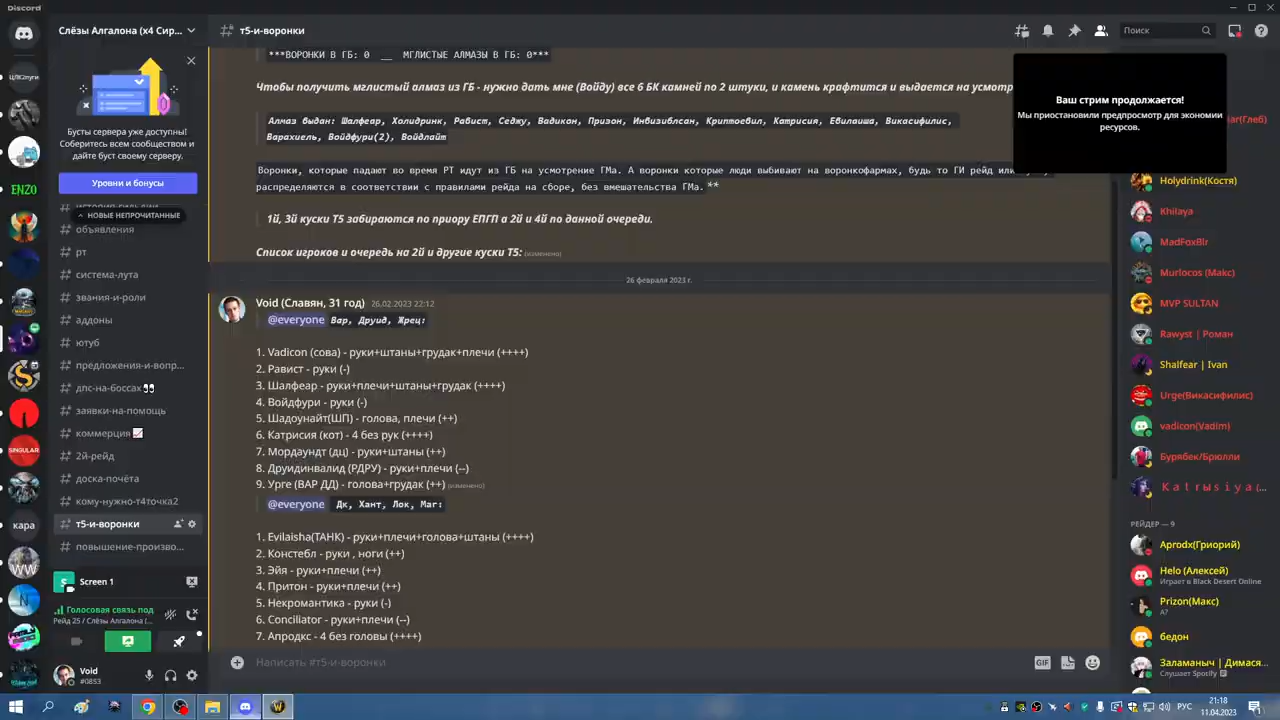 Discord
Слёзы Алгалона (x4 Сир...
т5-и-воронки
Поиск
Бусты сервера уже доступны!
Соберитесь всем сообществом и
дайте буст своему серверу.
Уровни и бонусы
НОВЫЕ НЕПРОЧИТАННЫЕ
объявления
рт
система-лута
звания-и-роли
аддоны
ютуб
предложения-и-вопр...
дпс-на-боссах
заявки-на-помощь
коммерция
2й-рейд
доска-почёта
кому-нужно-т4точка2
т5-и-воронки
повышение-произво...
ENZO
SINGULAR
кара
Screen 1
Голосовая связь под
Рейд 25 / Слёзы Алгалона (...
Void
#0853
***ВОРОНКИ В ГБ: 0 __ МГЛИСТЫЕ АЛМАЗЫ В ГБ: 0***
Чтобы получить мглистый алмаз из ГБ - нужно дать мне (Войду) все 6 БК камней по 2 штуки, и камень крафтится и выдается на усмотр
Алмаз выдан: Шалфеар, Холидринк, Равист, Седжу, Вадикон, Призон, Инвизиблсан, Криптоевил, Катрисия, Евилаиша, Викасифилис,
Варахиель, Войдфури(2), Войдлайт
Воронки, которые падают во время РТ идут из ГБ на усмотрение ГМа. А воронки которые люди выбивают на воронкофармах, будь то ГИ рейд или
распределяются в соответствии с правилами рейда на сборе, без вмешательства ГМа.**
1й, 3й куски Т5 забираются по приору ЕПГП а 2й и 4й по данной очереди.
Список игроков и очередь на 2й и другие куски Т5: (изменено)
26 февраля 2023 г.
Void (Славян, 31 год) 26.02.2023 22:12
@everyone Вар, Друид, Жрец:
1. Vadicon (сова) - руки+штаны+грудак+плечи (++++)
2. Равист - руки (-)
3. Шалфеар - руки+плечи+штаны+грудак (++++)
4. Войдфури - руки (-)
5. Шадоунайт(ШП) - голова, плечи (++)
6. Катрисия (кот) - 4 без рук (++++)
7. Мордаундт (дц) - руки+штаны (++)
8. Друидинвалид (РДРУ) - руки+плечи (--)
9. Урге (ВАР ДД) - голова+грудак (++) (изменено)
@everyone Дк, Хант, Лок, Маг:
1. Evilaisha(ТАНК) - руки+плечи+голова+штаны (++++)
2. Констебл - руки , ноги (++)
3. Эйя - руки+плечи (++)
4. Притон - руки+плечи (++)
5. Некромантика - руки (-)
6. Conciliator - руки+плечи (--)
7. Апродкс - 4 без головы (++++)
Написать #т5-и-воронки
GIF
Ваш стрим продолжается!
Мы приостановили предпросмотр для экономии
ресурсов.
(Глеб)
Holydrink(Костя)
Khilaya
MadFoxBlr
Murlocos (Макс)
MVP SULTAN
Rawyst | Роман
Shalfear | Ivan
Urge(Викасифилис)
vadicon(Vadim)
Бурябек/Брюлли
Katrusiya (...
РЕЙДЕР — 9
Aprodx(Гриорий)
Helo (Алексей)
Играет в Black Desert Online
Prizon(Макс)
А?
бедон
Заламаныч | Димася...
Слушает Spotify
РУС
21:18
11.04.2023